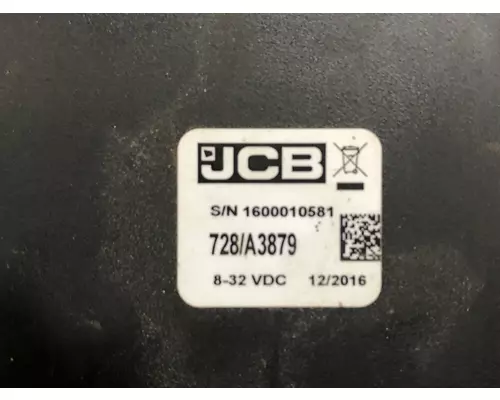 JCB
S/N 1600010581
728/A3879
8-32 VDC 12/2016